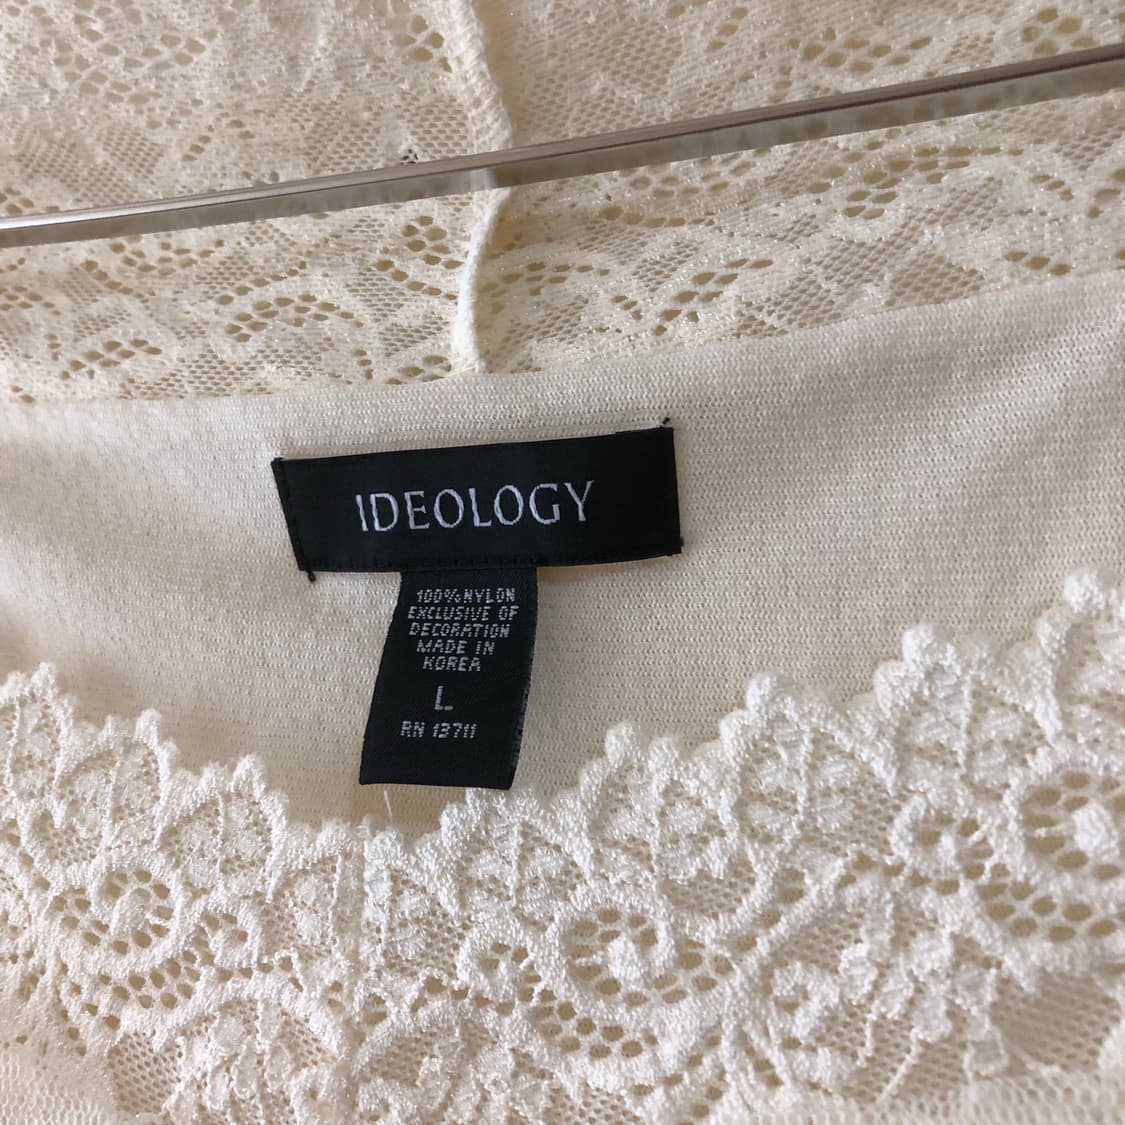 IDEOLOGY
100% NYLON
EXCLUSIVE OF
DECORATION
MADE IN
KOREA
L
RN 13711